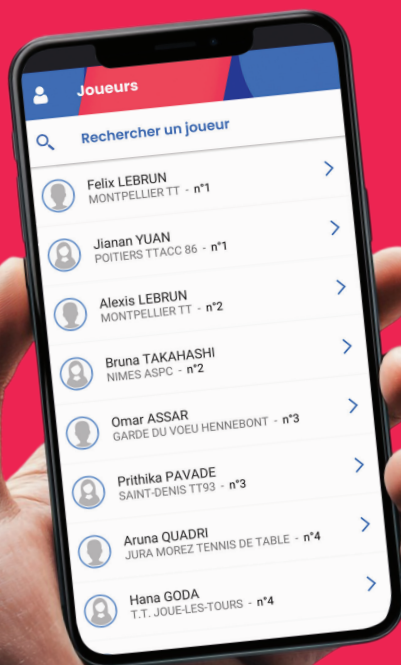 Joueurs
Rechercher un joueur
Felix LEBRUN
MONTPELLIER TT - n°1
Jianan YUAN
POITIERS TTACC 86 - n°1
Alexis LEBRUN
MONTPELLIER TT - n°2
Bruna TAKAHASHI
NIMES ASPC - n°2
Omar ASSAR
GARDE DU VOEU HENNEBONT - n°3
Prithika PAVADE
SAINT-DENIS TT93 - n°3
Aruna QUADRI
JURA MOREZ TENNIS DE TABLE - n°4
Hana GODA
T.T. JOUE-LES-TOURS - n°4